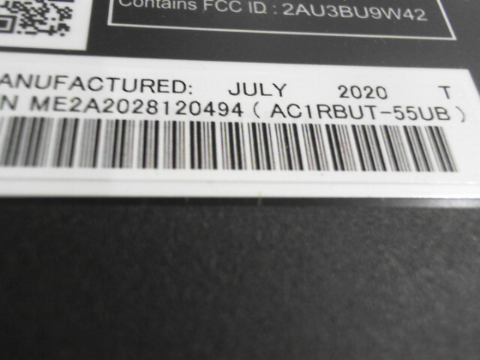 Contains FCC ID : 2AU3BU9W42
ANUFACTURED: JULY 2020 T
N ME2A2028120494 ( AC1RBUT-55UB )